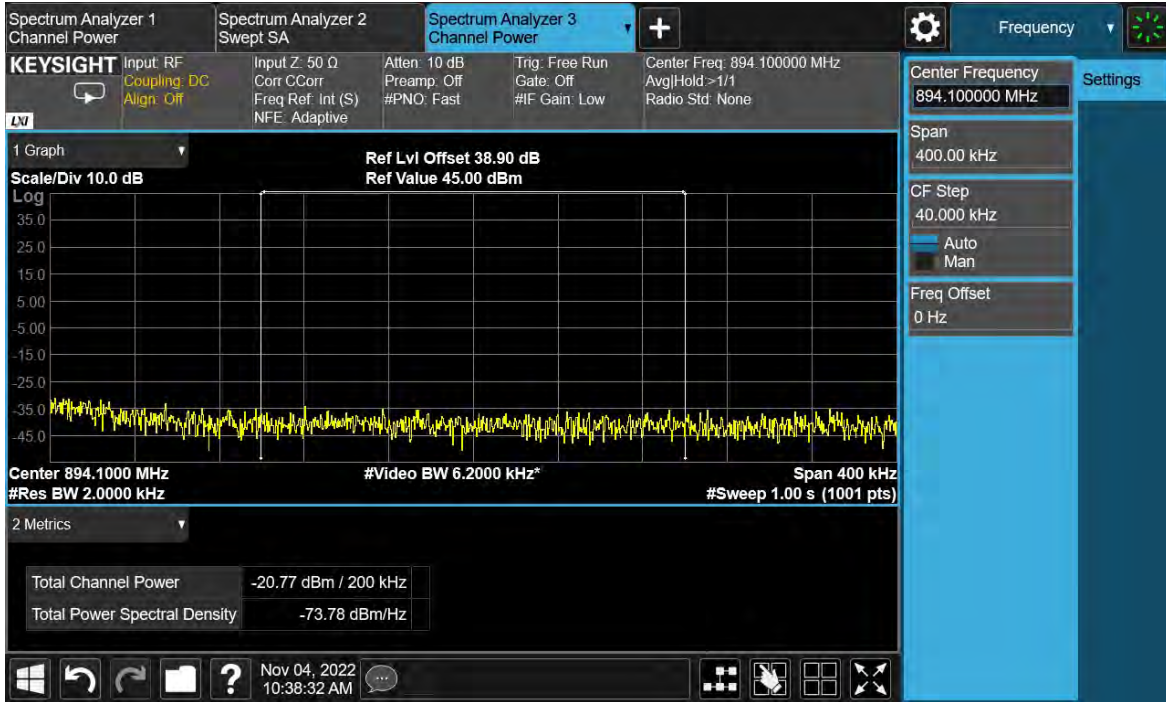 Spectrum Analyzer 1
Channel Power
Spectrum Analyzer 2
Swept SA
Spectrum Analyzer 3
Channel Power
Frequency
KEYSIGHT
LXI
Input: RF
Coupling: DC
Align: Off
Input Z: 50 Ω
Corr CCorr
Freq Ref: Int (S)
NFE: Adaptive
Atten: 10 dB
Preamp: Off
#PNO: Fast
Trig: Free Run
Gate: Off
#IF Gain: Low
Center Freq: 894.100000 MHz
Avg|Hold:>1/1
Radio Std: None
Center Frequency
894.100000 MHz
Settings
Span
400.00 kHz
CF Step
40.000 kHz
Auto
Man
Freq Offset
0 Hz
1 Graph
Scale/Div 10.0 dB
Ref Lvl Offset 38.90 dB
Ref Value 45.00 dBm
Log
35.0
25.0
15.0
5.00
-5.00
-15.0
-25.0
-35.0
-45.0
Center 894.1000 MHz
#Video BW 6.2000 kHz*
Span 400 kHz
#Res BW 2.0000 kHz
#Sweep 1.00 s (1001 pts)
2 Metrics
Total Channel Power -20.77 dBm / 200 kHz
Total Power Spectral Density -73.78 dBm/Hz
?
Nov 04, 2022
10:38:32 AM